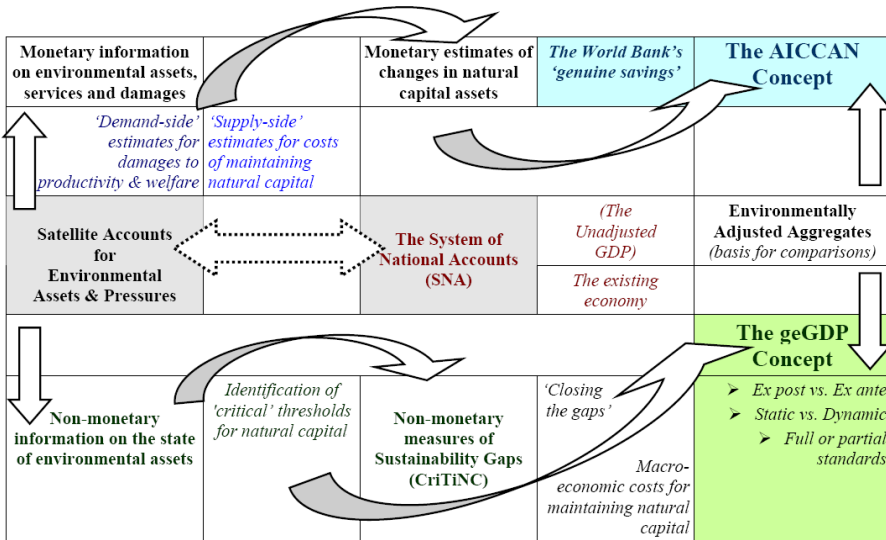 Monetary information
on environmental assets,
services and damages
Monetary estimates of
changes in natural
capital assets
The World Bank's
'genuine savings'
The AICCAN
Concept
'Demand-side'
estimates for
damages to
productivity & welfare
'Supply-side'
estimates for costs
of maintaining
natural capital
Satellite Accounts
for
Environmental
Assets & Pressures
The System of
National Accounts
(SNA)
(The
Unadjusted
GDP)
The existing
economy
Environmentally
Adjusted Aggregates
(basis for comparisons)
The geGDP
Concept
Non-monetary
information on the state
of environmental assets
Identification of
'critical' thresholds
for natural capital
Non-monetary
measures of
Sustainability Gaps
(CriTiNC)
'Closing
the gaps'
Macro-
economic costs for
maintaining natural
capital
➢ Ex post vs. Ex ante
➢ Static vs. Dynamic
➢ Full or partial
standards